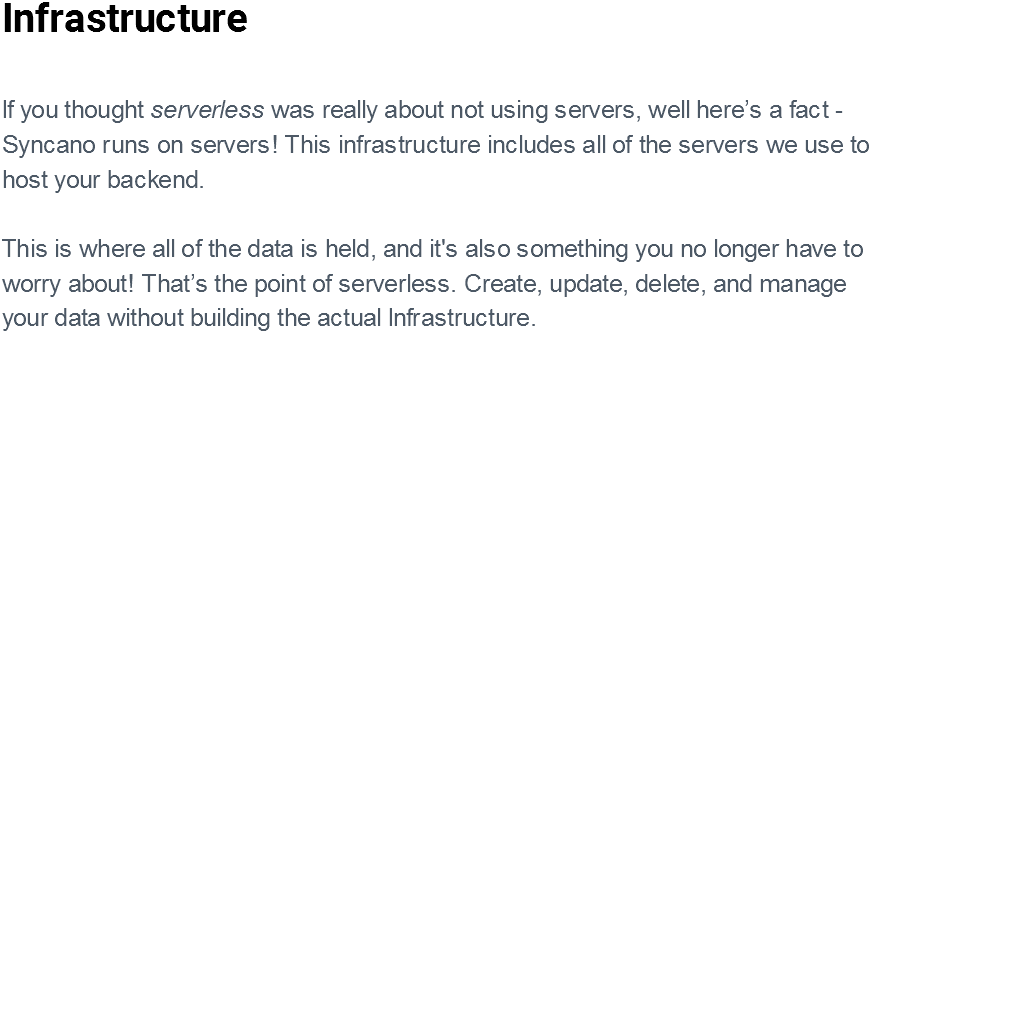 Infrastructure
If you thought serverless was really about not using servers, well here’s a fact -
Syncano runs on servers! This infrastructure includes all of the servers we use to
host your backend.
This is where all of the data is held, and it's also something you no longer have to
worry about! That’s the point of serverless. Create, update, delete, and manage
your data without building the actual Infrastructure.